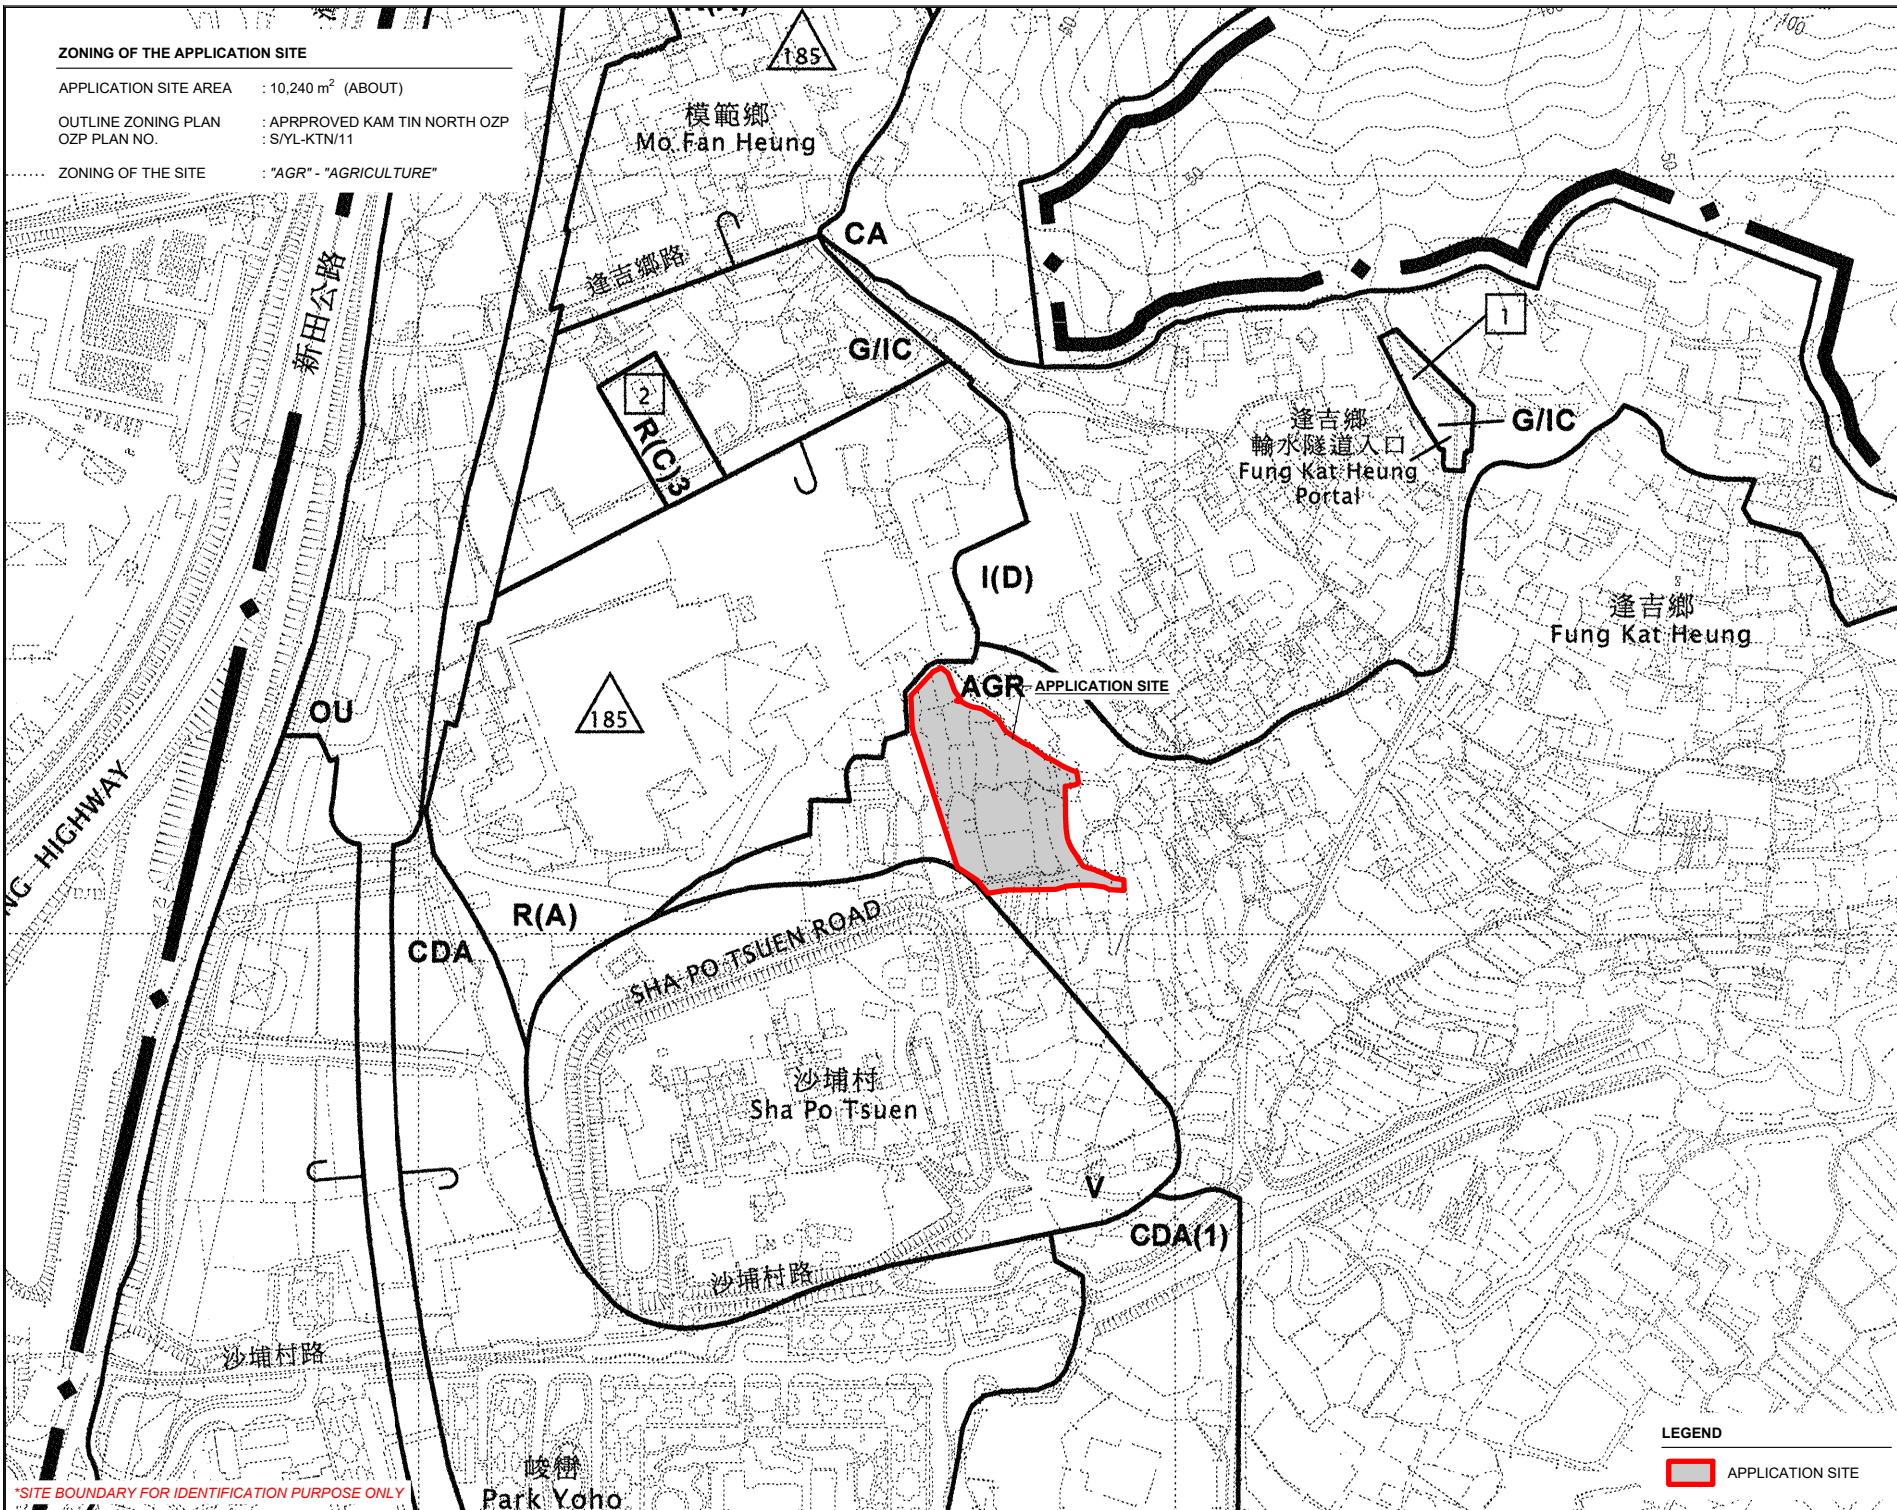 ZONING OF THE APPLICATION SITE
APPLICATION SITE AREA : 10,240 m² (ABOUT)
OUTLINE ZONING PLAN : APRPROVED KAM TIN NORTH OZP
OZP PLAN NO. : S/YL-KTN/11
ZONING OF THE SITE : "AGR" - "AGRICULTURE"
185
模範鄉
Mo Fan Heung
50
100
50
50
CA
逢吉鄉路
新田公路
G/IC
1
2
R(C)3
逢吉鄉
輸水隧道入口
Fung Kat Heung
Portal
G/IC
I(D)
逢吉鄉
Fung Kat Heung
AGR
APPLICATION SITE
OU
185
HIGHWAY
R(A)
CDA
SHA PO TSUEN ROAD
沙埔村
Sha Po Tsuen
V
CDA(1)
沙埔村路
沙埔村路
峻巒
Park Yoho
LEGEND
APPLICATION SITE
*SITE BOUNDARY FOR IDENTIFICATION PURPOSE ONLY